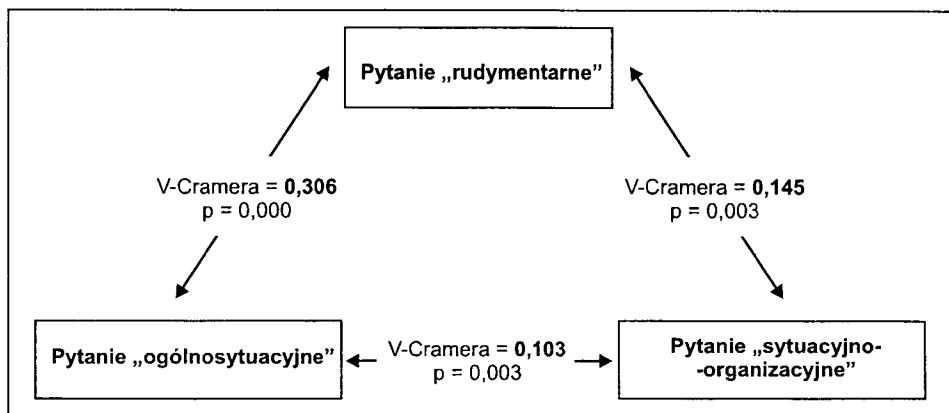 Pytanie „rudymentarne”
V-Cramera = 0,306
p = 0,000
V-Cramera = 0,145
p = 0,003
Pytanie „ogólnosytuacyjne”
V-Cramera = 0,103
p = 0,003
Pytanie „sytuacyjno-
-organizacyjne”